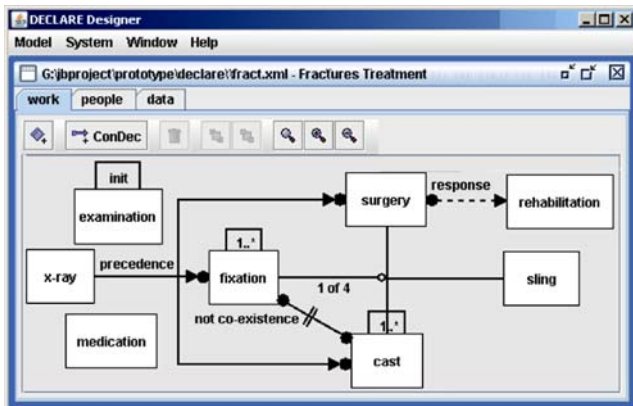 DECLARE Designer
Model System Window Help
G:\jbproject\prototype\declare\'fract.xml - Fractures Treatment
work people data
ConDec
init
examination
surgery
response
rehabilitation
1..*
x-ray
precedence
fixation
1 of 4
sling
not co-existence
1..*
medication
cast